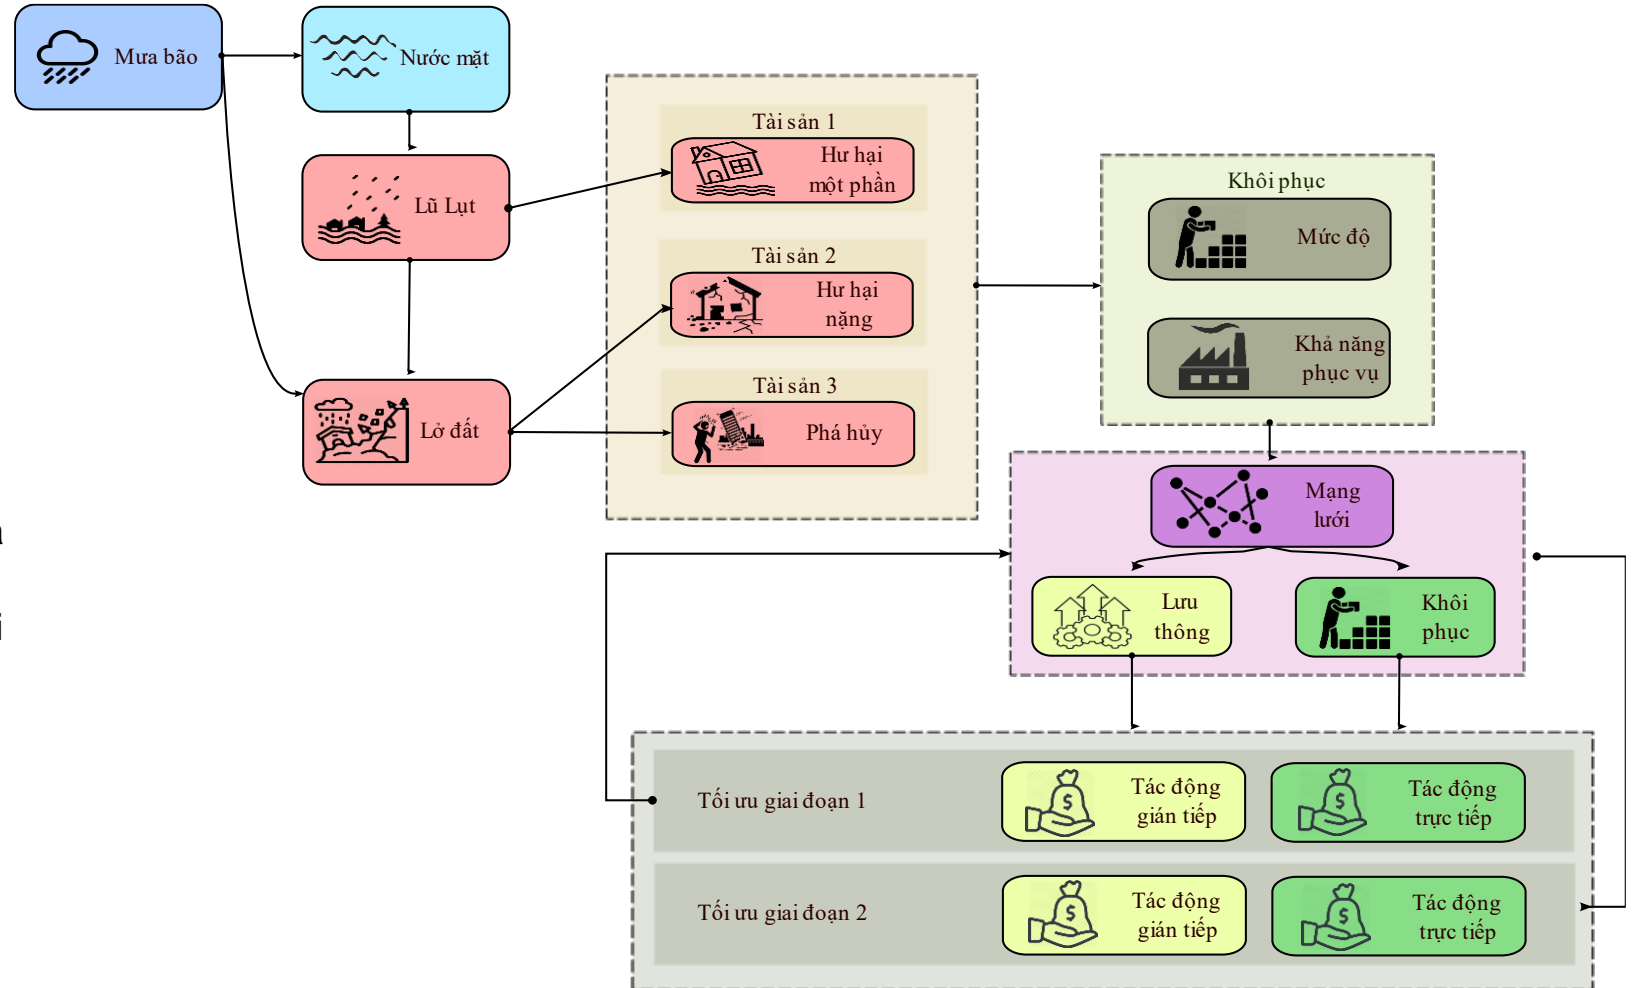 Mưa bão
Nước mặt
Lũ Lụt
Lở đất
Tài sản 1
Hư hại
một phần
Tài sản 2
Hư hại
nặng
Tài sản 3
Phá hủy
Khôi phục
Mức độ
Khả năng
phục vụ
Mạng
lưới
Lưu
thông
Khôi
phục
Tối ưu giai đoạn 1
Tác động
gián tiếp
Tác động
trực tiếp
Tối ưu giai đoạn 2
Tác động
gián tiếp
Tác động
trực tiếp